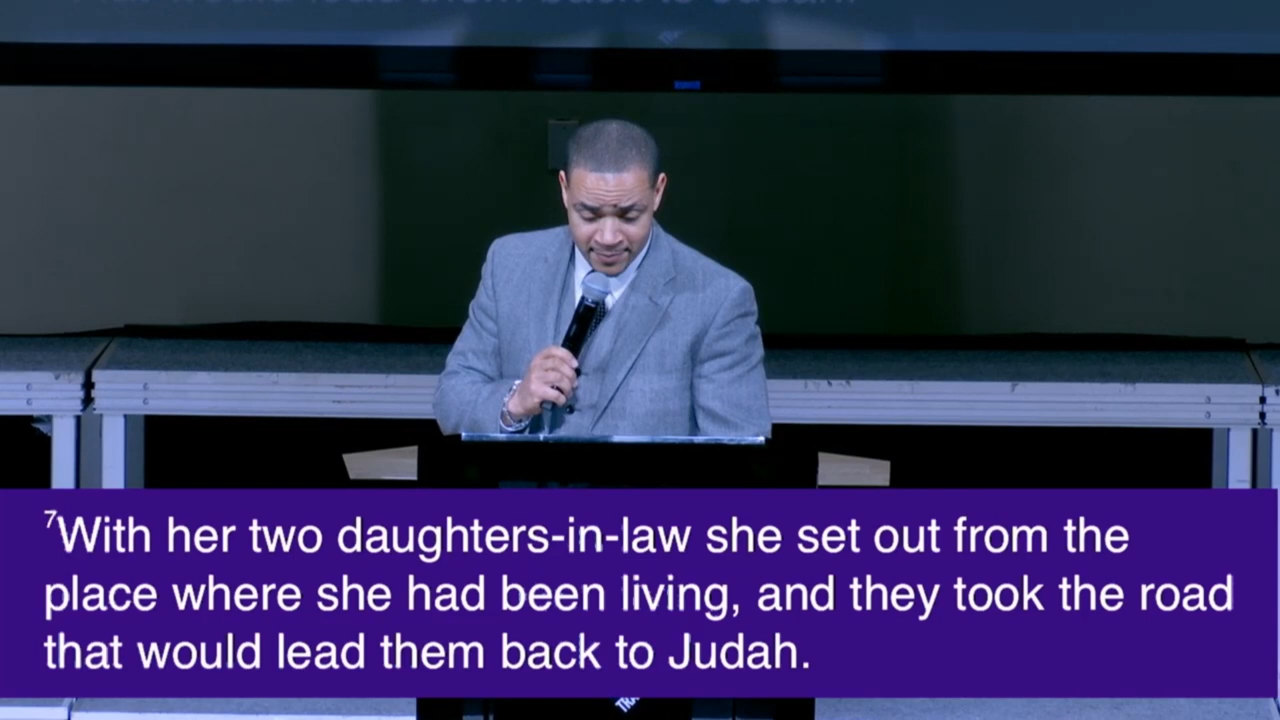 ⁷With her two daughters-in-law she set out from the
place where she had been living, and they took the road
that would lead them back to Judah.